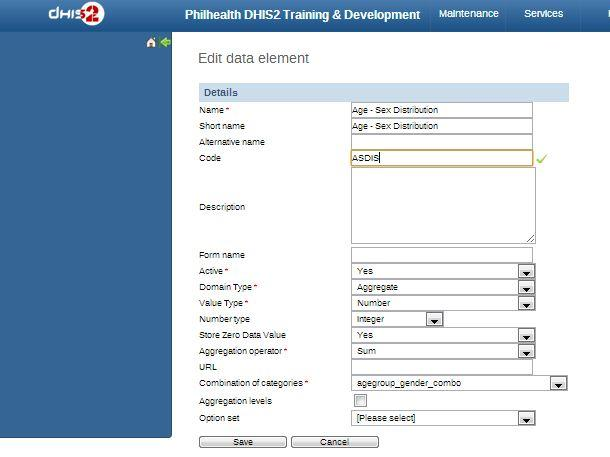 dHIS2 Philhealth DHIS2 Training & Development Maintenance Services
Edit data element
Details
Name * Age - Sex Distribution
Short name Age - Sex Distribution
Alternative name
Code ASDIS
Description
Form name
Active * Yes
Domain Type * Aggregate
Value Type * Number
Number type Integer
Store Zero Data Value Yes
Aggregation operator * Sum
URL
Combination of categories * agegroup_gender_combo
Aggregation levels
Option set [Please select]
Save Cancel